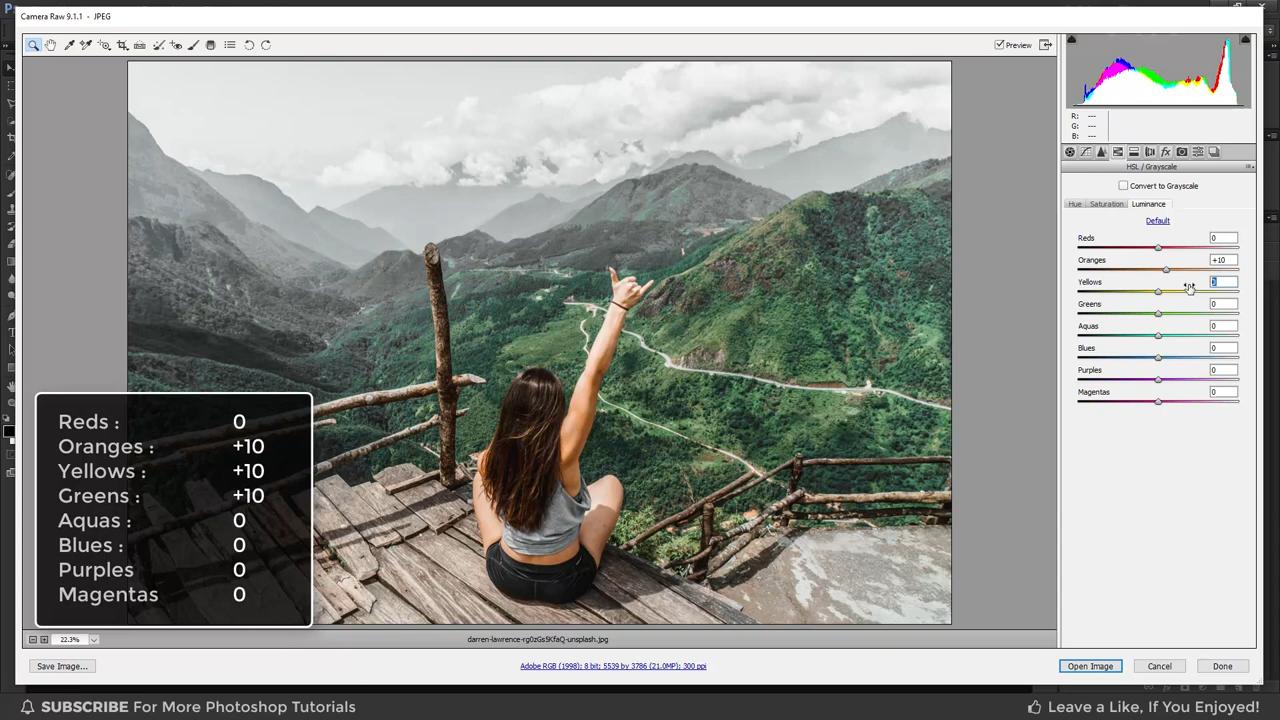 Camera Raw 9.1.1 - JPEG
Preview
R: ---
G: ---
B: ---
HSL / Grayscale
Convert to Grayscale
Hue Saturation Luminance
Default
Reds 0
Oranges +10
Yellows 0
Greens 0
Aquas 0
Blues 0
Purples 0
Magentas 0
Reds : 0
Oranges : +10
Yellows : +10
Greens : +10
Aquas : 0
Blues : 0
Purples 0
Magentas 0
22.3%
darren-lawrence-rg0zGsSKfaQ-unsplash.jpg
Save Image...
Adobe RGB (1998); 8 bit; 5539 by 3786 (21.0MP); 300 ppi
Open Image Cancel Done
SUBSCRIBE For More Photoshop Tutorials
Leave a Like, If You Enjoyed!